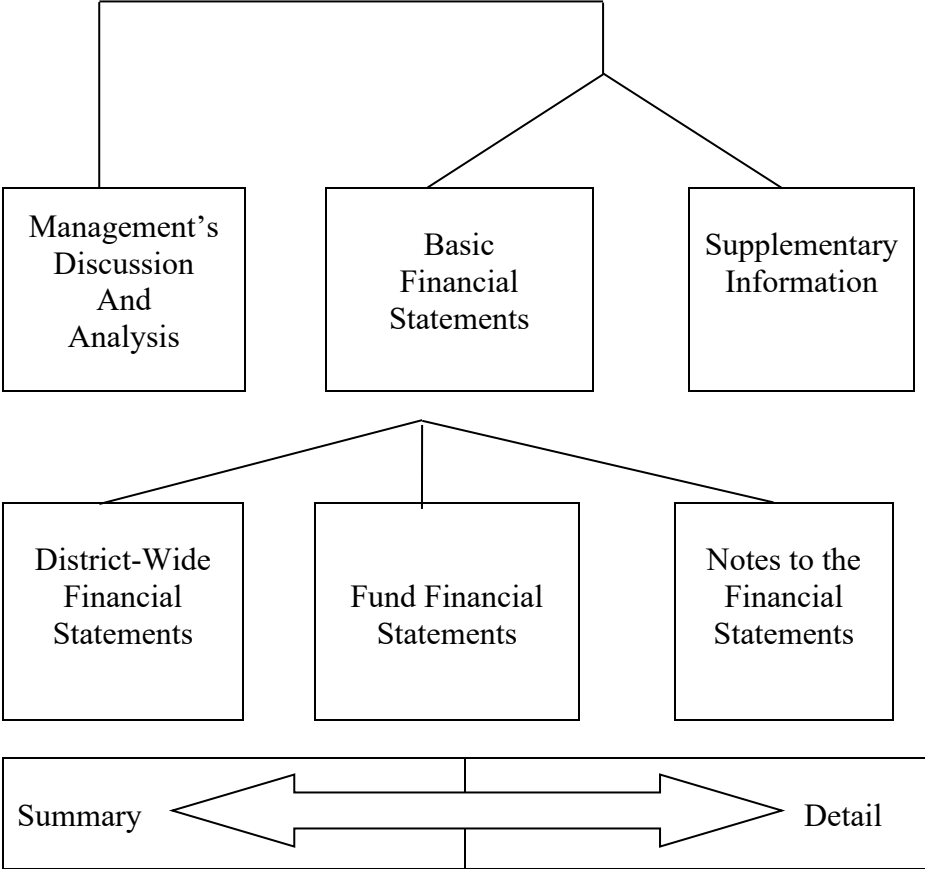 Management’s
Discussion
And
Analysis
Basic
Financial
Statements
Supplementary
Information
District-Wide
Financial
Statements
Fund Financial
Statements
Notes to the
Financial
Statements
Summary
Detail